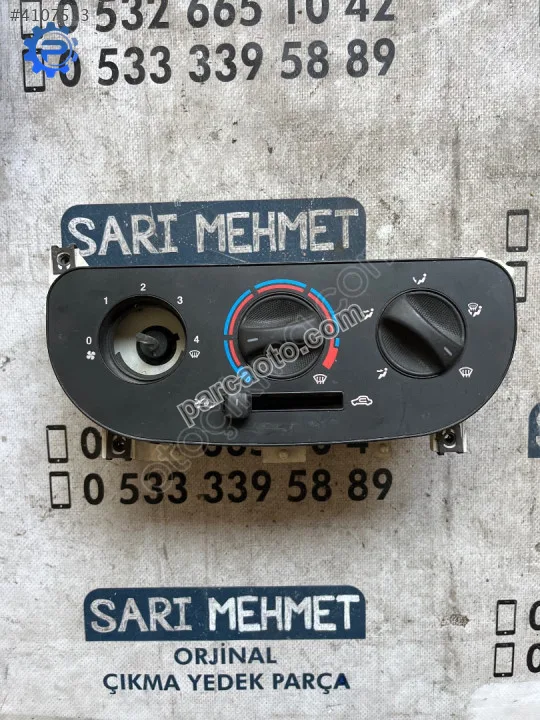 #4107513
0 532 665 10 42
0 533 339 58 89
SARI MEHMET
2
1 3
0 4
parcaoto.com
0 533 339 58 89
SARI MEHMET
ORJİNAL
ÇIKMA YEDEK PARÇA